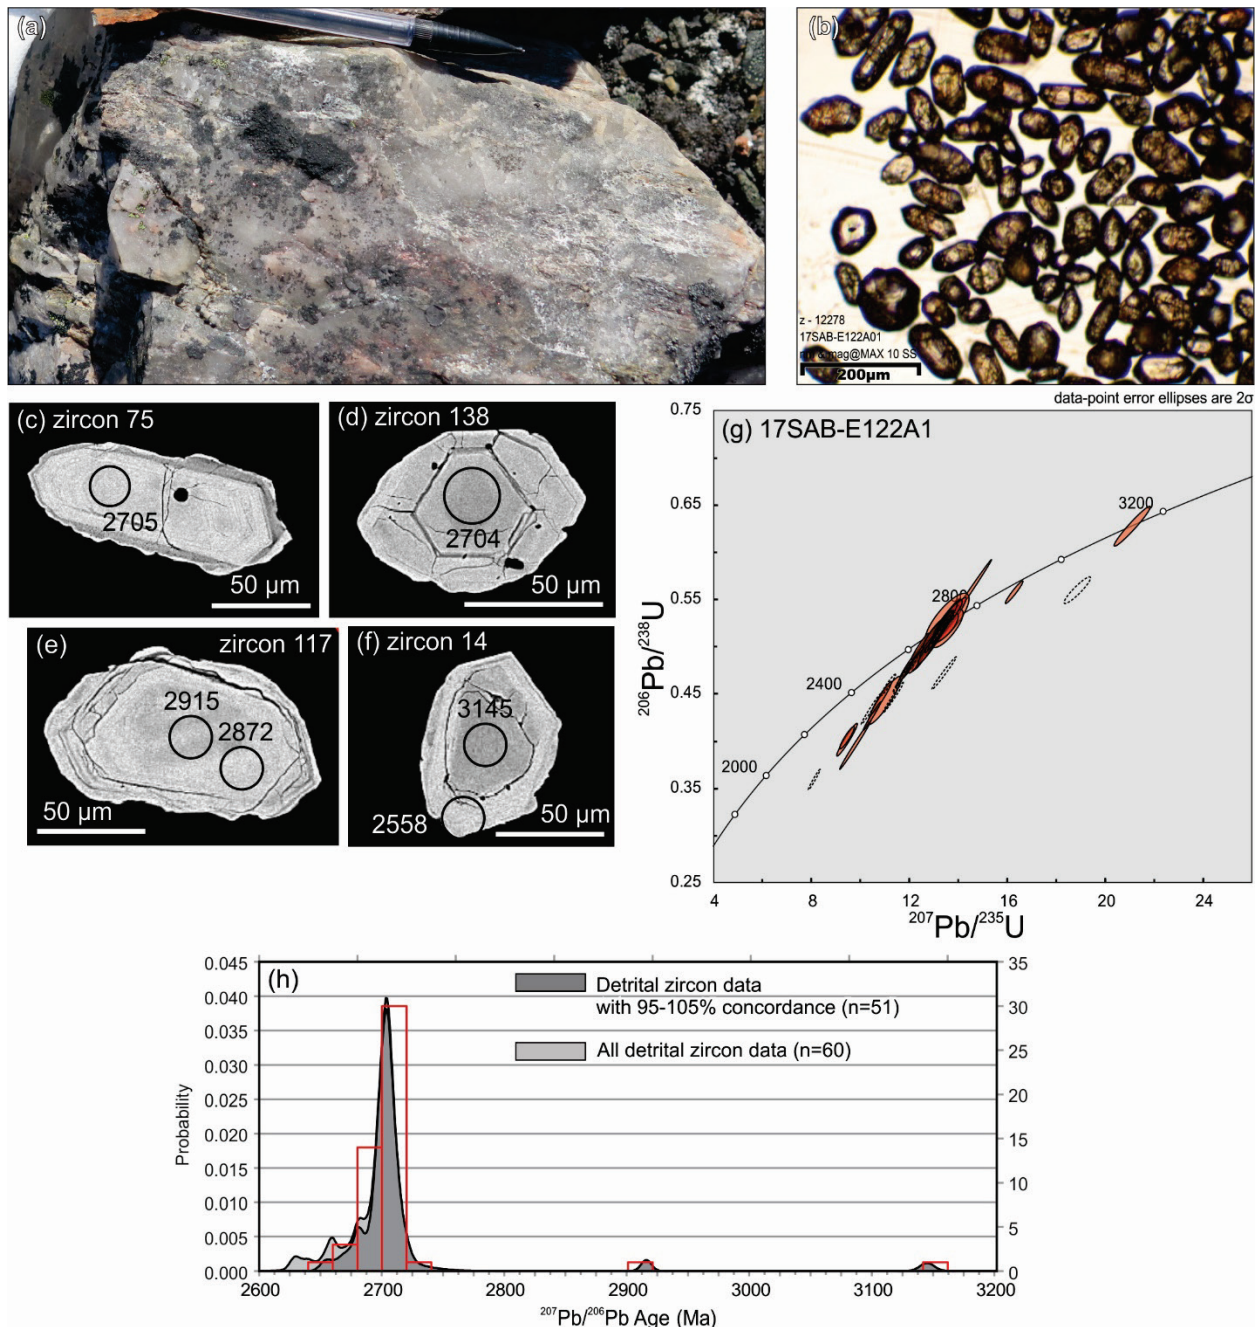 (a)
(b)
z - 12278
17SAB-E122A01
mag@MAX 10 SS
200µm
data-point error ellipses are 2σ
(c) zircon 75
2705
50 µm
(d) zircon 138
2704
50 µm
(e) zircon 117
2915
2872
50 µm
(f) zircon 14
3145
2558
50 µm
(g) 17SAB-E122A1
0.75
0.65
0.55
0.45
0.35
0.25
206Pb/238U
2000
2400
2800
3200
4 8 12 16 20 24
207Pb/235U
(h)
Detrital zircon data
with 95-105% concordance (n=51)
All detrital zircon data (n=60)
0.045
0.040
0.035
0.030
0.025
0.020
0.015
0.010
0.005
0.000
Probability
35
30
25
20
15
10
5
0
2600 2700 2800 2900 3000 3100 3200
207Pb/206Pb Age (Ma)